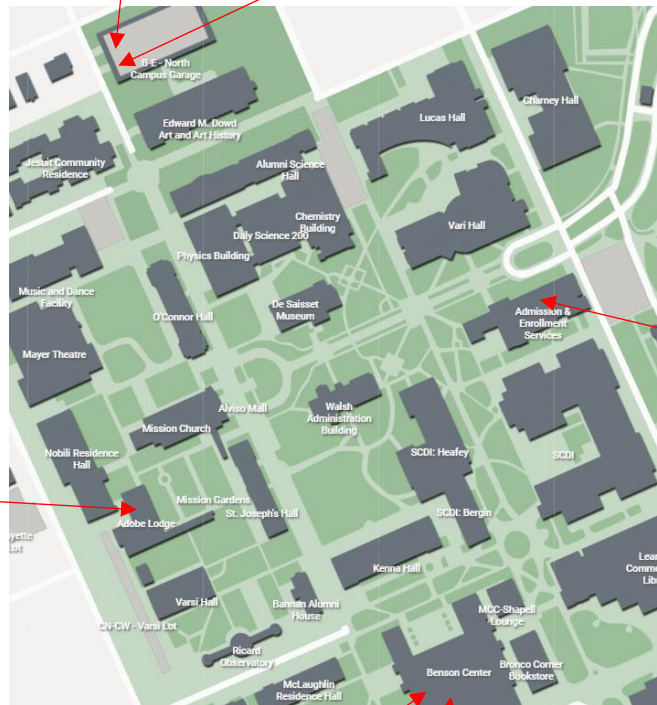 B-E - North
Campus Garage
Edward M. Dowd
Art and Art History
Lucas Hall
Charney Hall
Jesuit Community
Residence
Alumni Science
Hall
Chemistry
Building
Daly Science 200
Vari Hall
Physics Building
Music and Dance
Facility
O'Connor Hall
De Saisset
Museum
Admission &
Enrollment
Services
Mayer Theatre
Alviso Mall
Walsh
Administration
Building
Mission Church
Nobili Residence
Hall
SCDI: Heafey
SCDI
Mission Gardens
St. Joseph's Hall
SCDI: Bergin
Adobe Lodge
Lot
Kenna Hall
Varsi Hall
Bannan Alumni
House
MCC-Shapell
Lounge
CN-CW - Varsi Lot
Ricard
Observatory
Benson Center
Bronco Corner
Bookstore
McLaughlin
Residence Hall